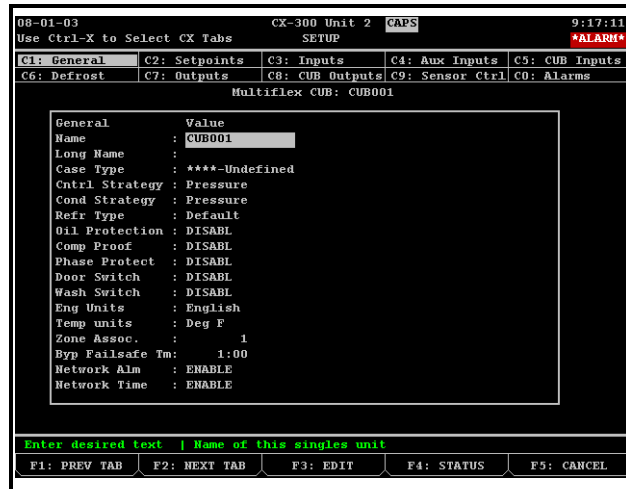 08-01-03 CX-300 Unit 2 CAPS 9:17:11
Use Ctrl-X to Select CX Tabs SETUP *ALARM*
C1: General C2: Setpoints C3: Inputs C4: Aux Inputs C5: CUB Inputs
C6: Defrost C7: Outputs C8: CUB Outputs C9: Sensor Ctrl C0: Alarms
Multiflex CUB: CUB001
General Value
Name : CUB001
Long Name :
Case Type : ****-Undefined
Cntrl Strategy : Pressure
Cond Strategy : Pressure
Refr Type : Default
Oil Protection : DISABL
Comp Proof : DISABL
Phase Protect : DISABL
Door Switch : DISABL
Wash Switch : DISABL
Eng Units : English
Temp units : Deg F
Zone Assoc. : 1
Byp Failsafe Tm: 1:00
Network Alm : ENABLE
Network Time : ENABLE
Enter desired text | Name of this singles unit
F1: PREV TAB F2: NEXT TAB F3: EDIT F4: STATUS F5: CANCEL